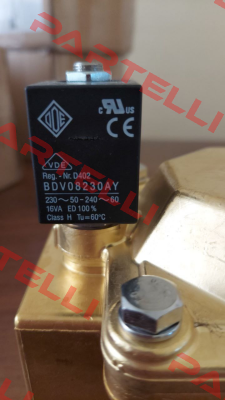 PARTELLI
ODE
c UL US
VDE
CE
Reg.-Nr. D402
BDV08230AY
230~50-240~60
16VA ED 100%
Class H Tu=60°C
PARTELLI
PARTELLI